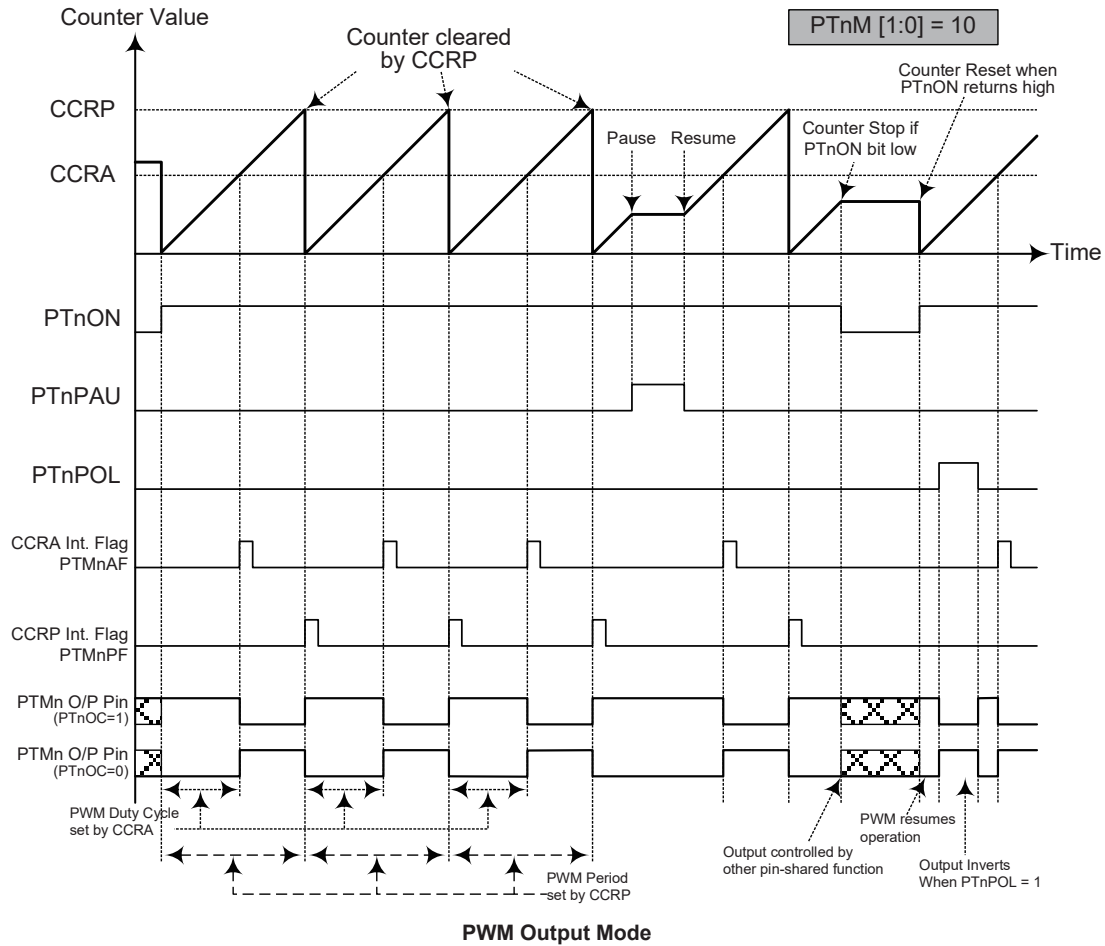 Counter Value
PTnM [1:0] = 10
Counter cleared
by CCRP
Counter Reset when
PTnON returns high
CCRP
Counter Stop if
PTnON bit low
Pause
Resume
CCRA
Time
PTnON
PTnPAU
PTnPOL
CCRA Int. Flag
PTMnAF
CCRP Int. Flag
PTMnPF
PTMn O/P Pin
(PTnOC=1)
PTMn O/P Pin
(PTnOC=0)
PWM Duty Cycle
set by CCRA
PWM resumes
operation
Output controlled by
other pin-shared function
Output Inverts
When PTnPOL = 1
PWM Period
set by CCRP
PWM Output Mode